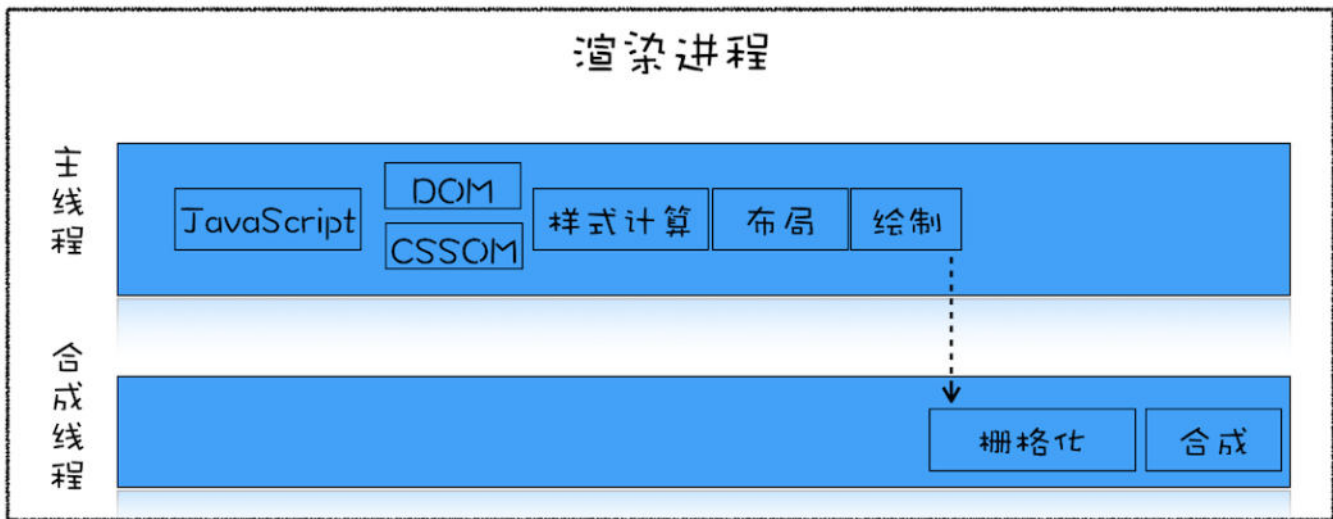 渲染进程
主线程
JavaScript
DOM
CSSOM
样式计算
布局
绘制
合成线程
栅格化
合成